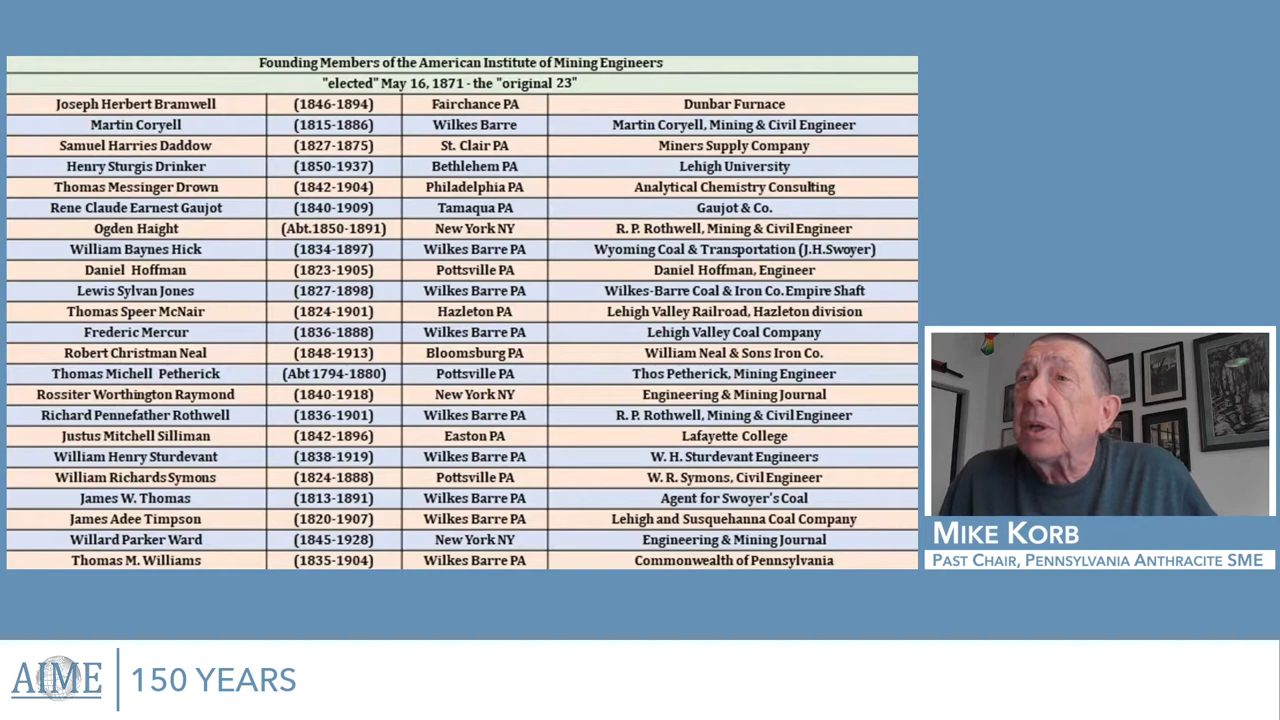 Founding Members of the American Institute of Mining Engineers
"elected" May 16, 1871 - the "original 23"
Joseph Herbert Bramwell (1846-1894) Fairchance PA Dunbar Furnace
Martin Coryell (1815-1886) Wilkes Barre Martin Coryell, Mining & Civil Engineer
Samuel Harries Daddow (1827-1875) St. Clair PA Miners Supply Company
Henry Sturgis Drinker (1850-1937) Bethlehem PA Lehigh University
Thomas Messinger Drown (1842-1904) Philadelphia PA Analytical Chemistry Consulting
Rene Claude Earnest Gaujot (1840-1909) Tamaqua PA Gaujot & Co.
Ogden Haight (Abt.1850-1891) New York NY R. P. Rothwell, Mining & Civil Engineer
William Baynes Hick (1834-1897) Wilkes Barre PA Wyoming Coal & Transportation (J.H.Swoyer)
Daniel Hoffman (1823-1905) Pottsville PA Daniel Hoffman, Engineer
Lewis Sylvan Jones (1827-1898) Wilkes Barre PA Wilkes-Barre Coal & Iron Co. Empire Shaft
Thomas Speer McNair (1824-1901) Hazleton PA Lehigh Valley Railroad, Hazleton division
Frederic Mercur (1836-1888) Wilkes Barre PA Lehigh Valley Coal Company
Robert Christman Neal (1848-1913) Bloomsburg PA William Neal & Sons Iron Co.
Thomas Michell Petherick (Abt 1794-1880) Pottsville PA Thos Petherick, Mining Engineer
Rossiter Worthington Raymond (1840-1918) New York NY Engineering & Mining Journal
Richard Pennefather Rothwell (1836-1901) Wilkes Barre PA R. P. Rothwell, Mining & Civil Engineer
Justus Mitchell Silliman (1842-1896) Easton PA Lafayette College
William Henry Sturdevant (1838-1919) Wilkes Barre PA W. H. Sturdevant Engineers
William Richards Symons (1824-1888) Pottsville PA W. R. Symons, Civil Engineer
James W. Thomas (1813-1891) Wilkes Barre PA Agent for Swoyer's Coal
James Adee Timpson (1820-1907) Wilkes Barre PA Lehigh and Susquehanna Coal Company
Willard Parker Ward (1845-1928) New York NY Engineering & Mining Journal
Thomas M. Williams (1835-1904) Wilkes Barre PA Commonwealth of Pennsylvania
MIKE KORB
PAST CHAIR, PENNSYLVANIA ANTHRACITE SME
AIME 150 YEARS